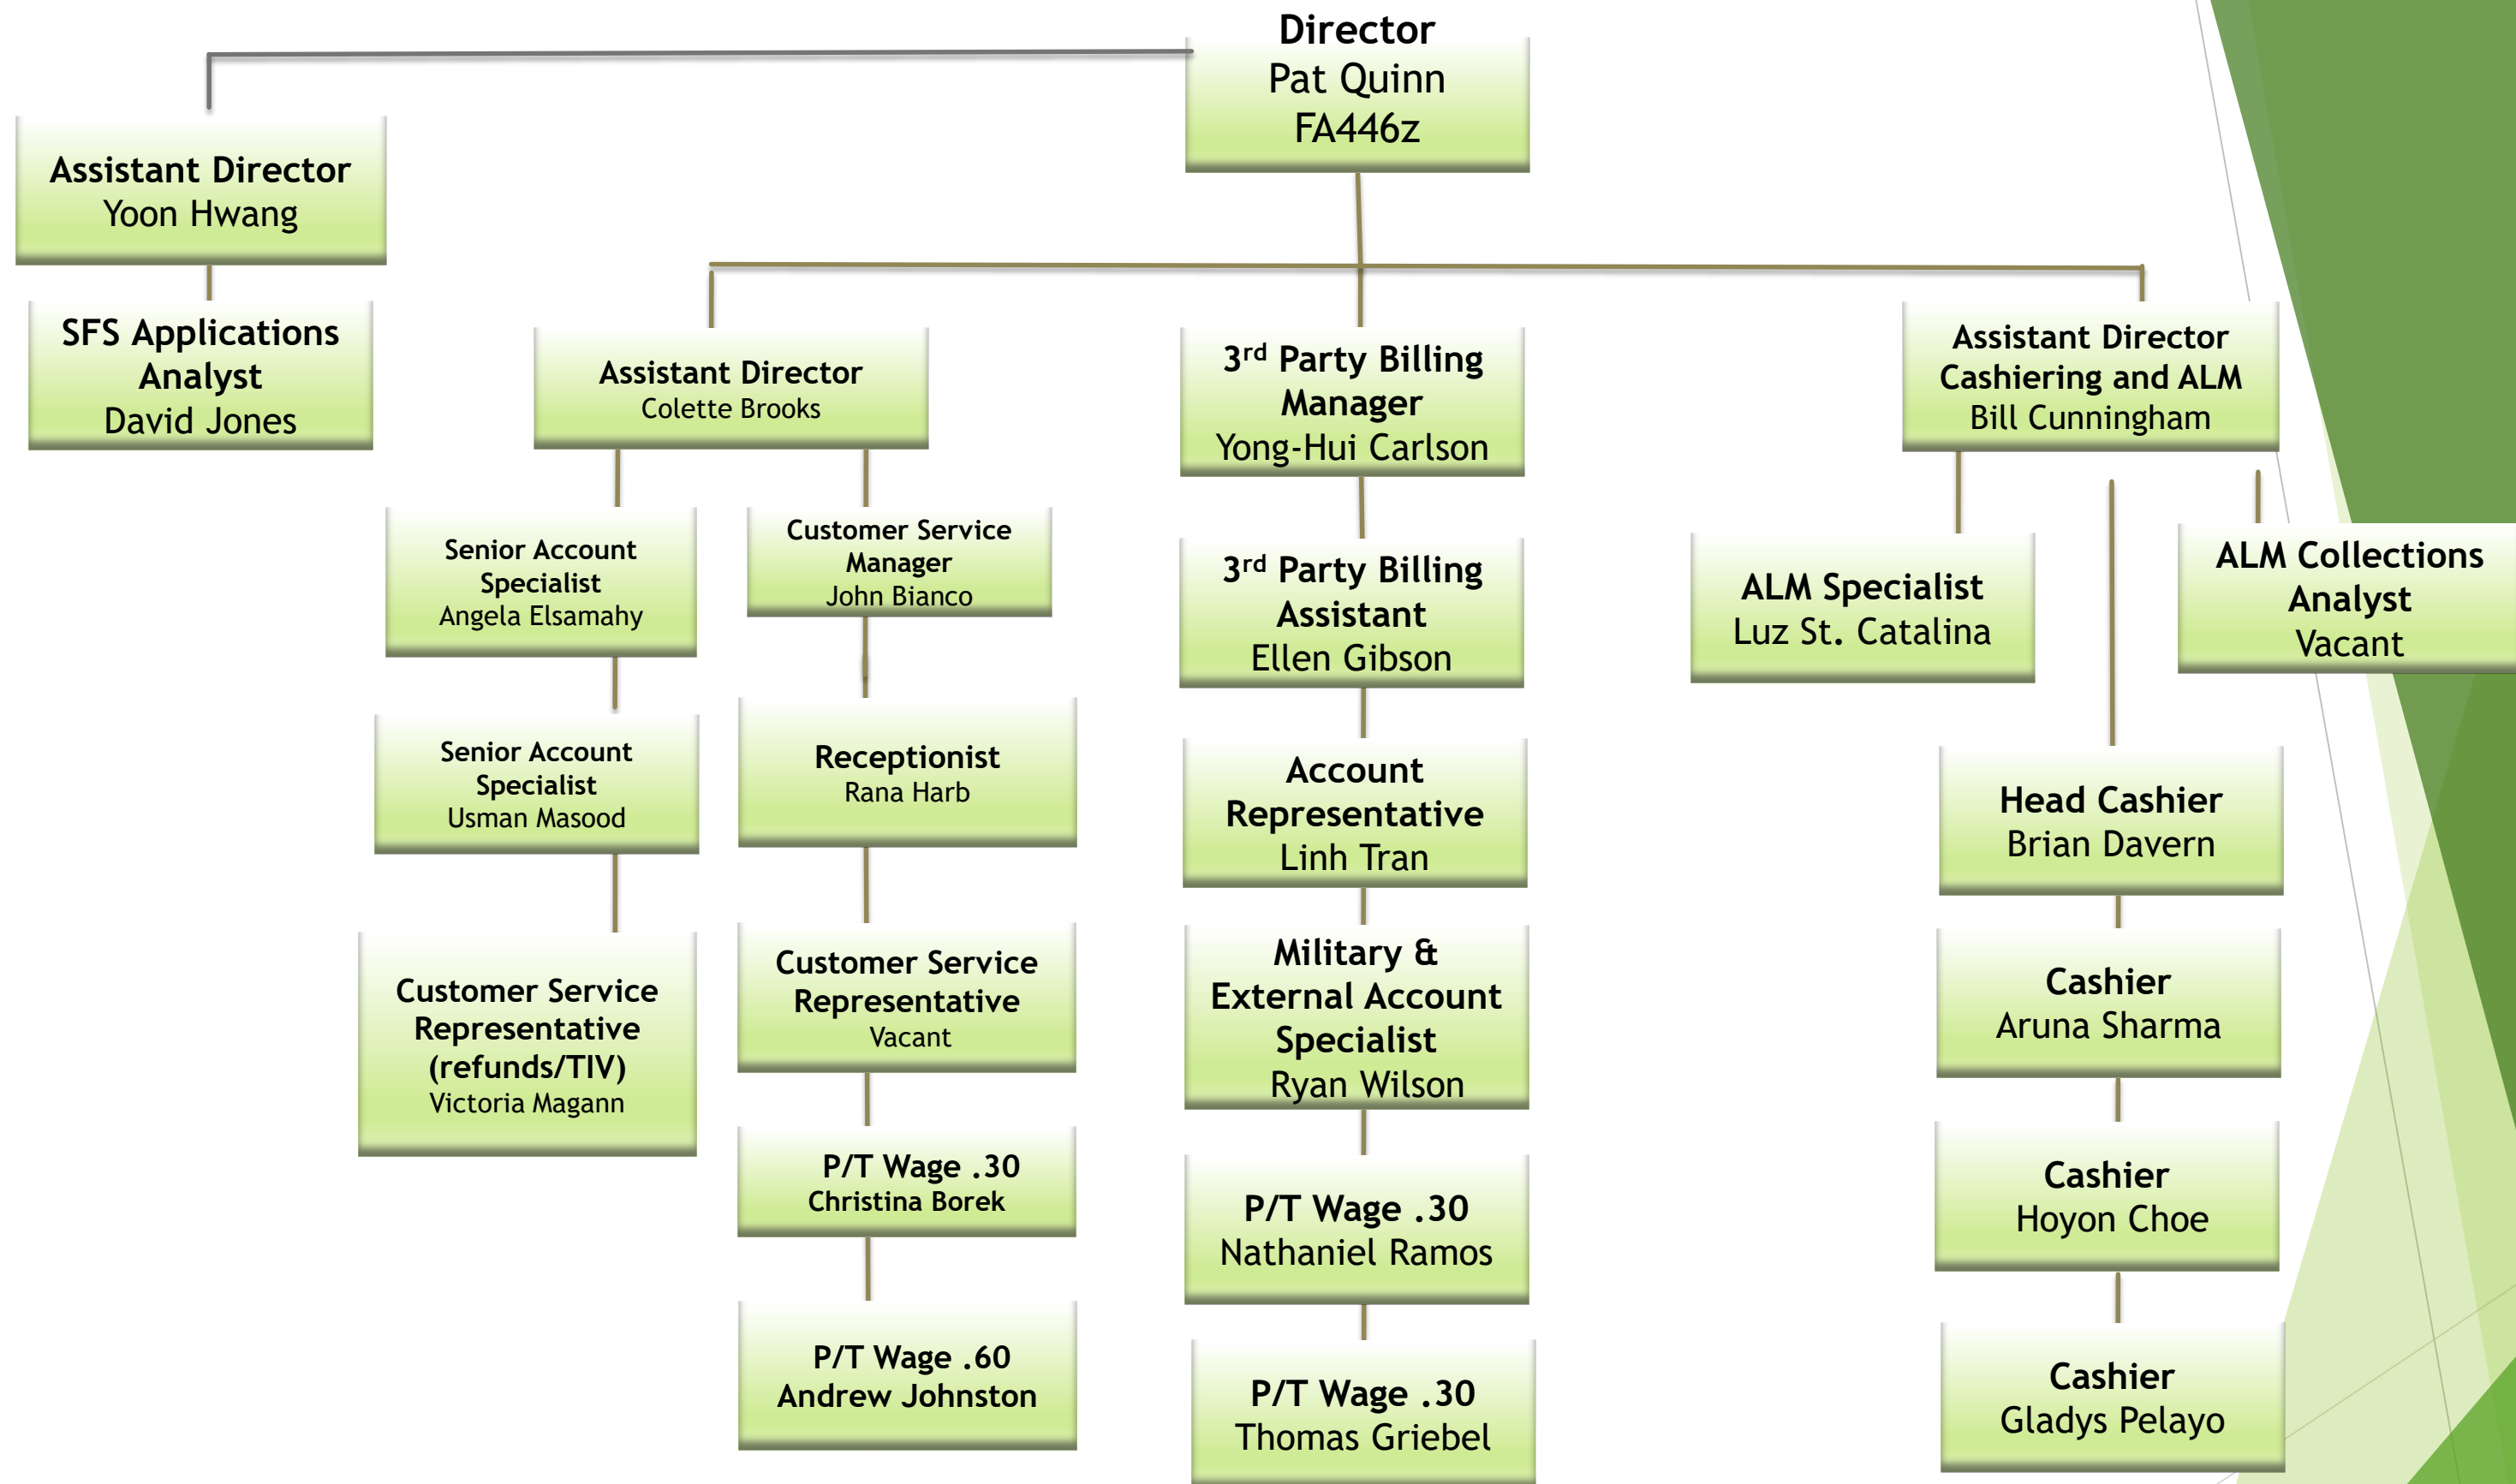 Director
Pat Quinn
FA446z
Assistant Director
Yoon Hwang
SFS Applications
Analyst
David Jones
Assistant Director
Colette Brooks
3rd Party Billing
Manager
Yong-Hui Carlson
Assistant Director
Cashiering and ALM
Bill Cunningham
Senior Account
Specialist
Angela Elsamahy
Customer Service
Manager
John Bianco
3rd Party Billing
Assistant
Ellen Gibson
ALM Specialist
Luz St. Catalina
ALM Collections
Analyst
Vacant
Senior Account
Specialist
Usman Masood
Receptionist
Rana Harb
Account
Representative
Linh Tran
Head Cashier
Brian Davern
Customer Service
Representative
(refunds/TIV)
Victoria Magann
Customer Service
Representative
Vacant
Military &
External Account
Specialist
Ryan Wilson
Cashier
Aruna Sharma
P/T Wage .30
Christina Borek
P/T Wage .30
Nathaniel Ramos
Cashier
Hoyon Choe
P/T Wage .60
Andrew Johnston
P/T Wage .30
Thomas Griebel
Cashier
Gladys Pelayo